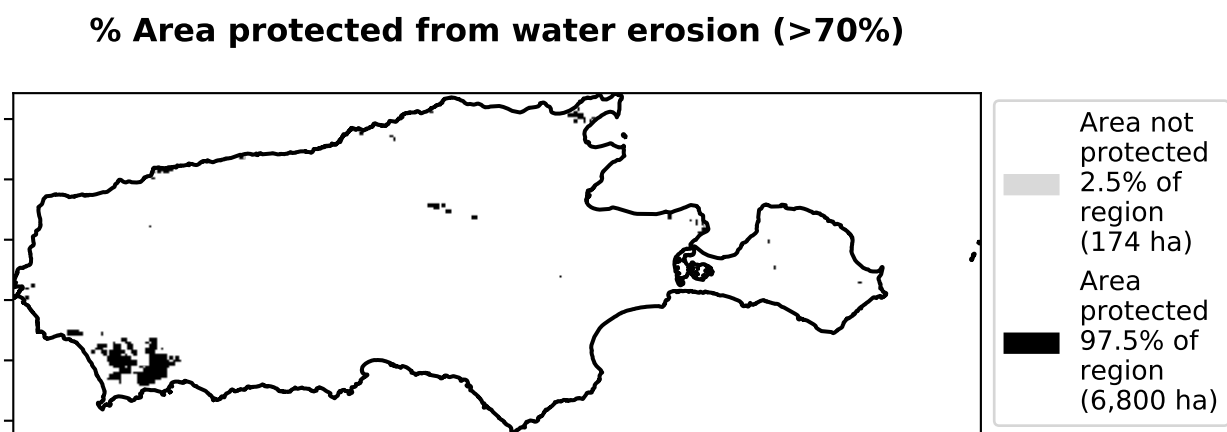 % Area protected from water erosion (>70%)
Area not
protected
2.5% of
region
(174 ha)
Area
protected
97.5% of
region
(6,800 ha)